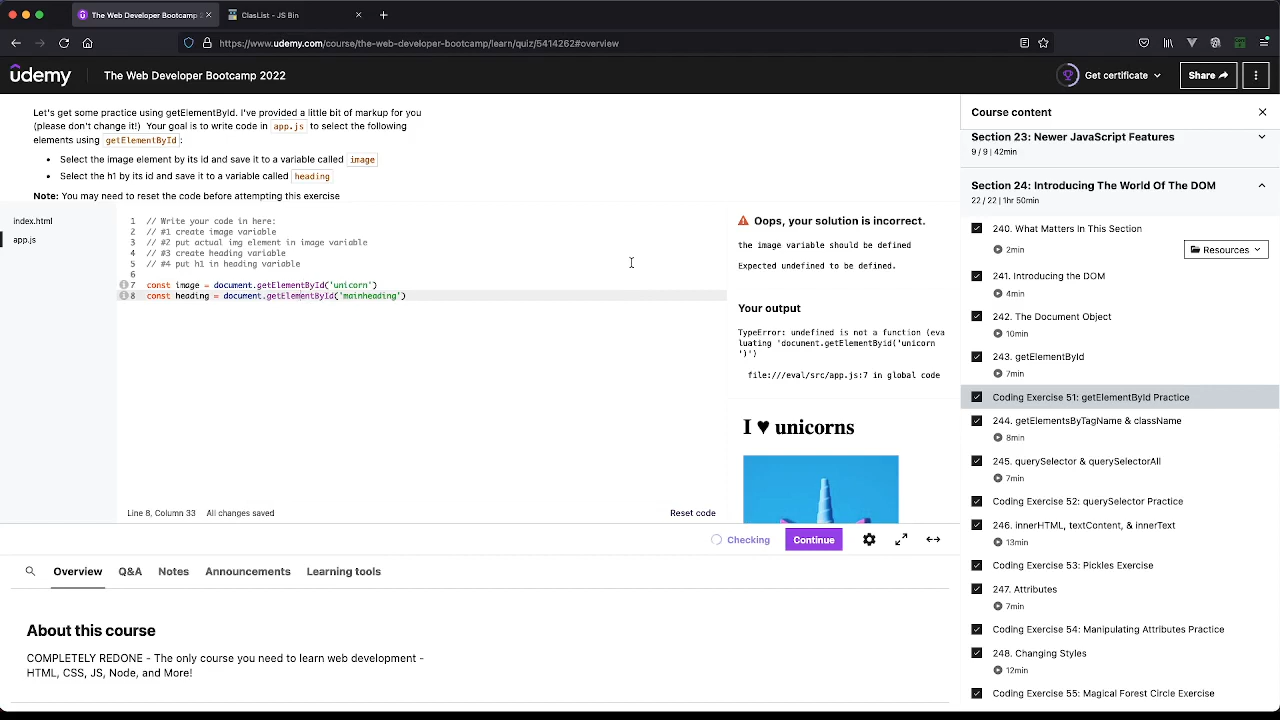 The Web Developer Bootcamp 2
ClasList - JS Bin
https://www.udemy.com/course/the-web-developer-bootcamp/learn/quiz/5414262#overview
ûdemy
The Web Developer Bootcamp 2022
Get certificate
Share
Let's get some practice using getElementById. I've provided a little bit of markup for you
(please don't change it!) Your goal is to write code in app.js to select the following
elements using getElementById:
• Select the image element by its id and save it to a variable called image
• Select the h1 by its id and save it to a variable called heading
Note: You may need to reset the code before attempting this exercise
index.html
app.js
1 // Write your code in here:
2 // #1 create image variable
3 // #2 put actual img element in image variable
4 // #3 create heading variable
5 // #4 put h1 in heading variable
6
7 const image = document.getElementById('unicorn')
8 const heading = document.getElementById('mainheading')
Line 8, Column 33 All changes saved
Reset code
Oops, your solution is incorrect.
the image variable should be defined
Expected undefined to be defined.
Your output
TypeError: undefined is not a function (eva
luating 'document.getElementByid('unicorn
')')
file:///eval/src/app.js:7 in global code
I ♥ unicorns
Checking
Continue
Overview
Q&A
Notes
Announcements
Learning tools
About this course
COMPLETELY REDONE - The only course you need to learn web development -
HTML, CSS, JS, Node, and More!
Course content
Section 23: Newer JavaScript Features
9 / 9 | 42min
Section 24: Introducing The World Of The DOM
22 / 22 | 1hr 50min
240. What Matters In This Section
2min
Resources
241. Introducing the DOM
4min
242. The Document Object
10min
243. getElementById
7min
Coding Exercise 51: getElementById Practice
244. getElementsByTagName & className
8min
245. querySelector & querySelectorAll
7min
Coding Exercise 52: querySelector Practice
246. innerHTML, textContent, & innerText
13min
Coding Exercise 53: Pickles Exercise
247. Attributes
7min
Coding Exercise 54: Manipulating Attributes Practice
248. Changing Styles
12min
Coding Exercise 55: Magical Forest Circle Exercise